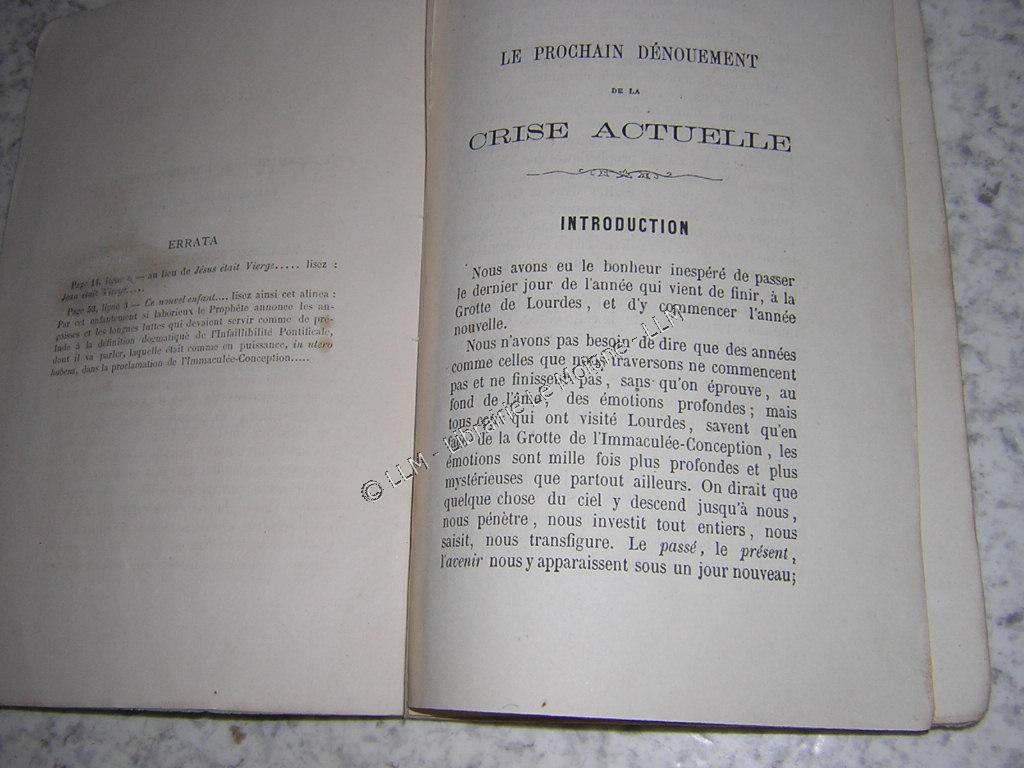 ERRATA
Page 14, ligne 2, — au lieu de Jésus était Vierge..... lisez :
Jean était Vierge.....
Page 53, ligne 3 — Ce nouvel enfant.... lisez ainsi cet alinea :
Par cet enfantement si laborieux le Prophète annonce les an-
goisses et les longues luttes qui devaient servir comme de pré-
lude à la définition dogmatique de l'Infaillibilité Pontificale,
dont il va parler, laquelle était comme en puissance, in utero
habens, dans la proclamation de l'Immaculée-Conception.....
LE PROCHAIN DÉNOUEMENT
DE LA
CRISE ACTUELLE
INTRODUCTION
Nous avons eu le bonheur inespéré de passer
le dernier jour de l'année qui vient de finir, à la
Grotte de Lourdes, et d'y commencer l'année
nouvelle.
Nous n'avons pas besoin de dire que des années
comme celles que nous traversons ne commencent
pas et ne finissent pas, sans qu'on éprouve, au
fond de l'âme, des émotions profondes; mais
tous ceux qui ont visité Lourdes, savent qu'en
face de la Grotte de l'Immaculée-Conception, les
émotions sont mille fois plus profondes et plus
mystérieuses que partout ailleurs. On dirait que
quelque chose du ciel y descend jusqu'à nous,
nous pénètre, nous investit tout entiers, nous
saisit, nous transfigure. Le passé, le présent,
l'avenir nous y apparaissent sous un jour nouveau;
© LLM - Librairie Le Moigne - LLM